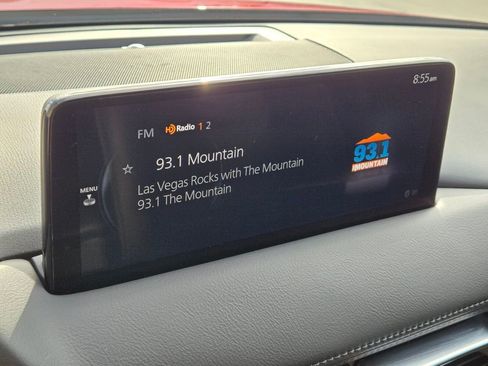 8:55am
FM HD Radio 1 2
93.1 Mountain
Las Vegas Rocks with The Mountain
93.1 The Mountain
MENU
93.1
MOUNTAIN